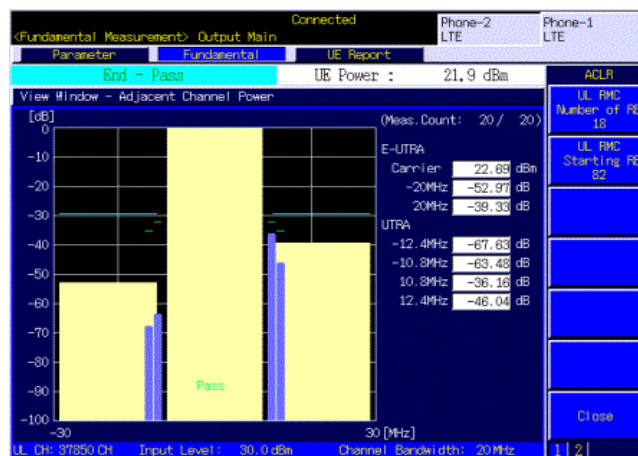 Connected
Phone-2
LTE
Phone-1
LTE
<Fundamental Measurement> Output Main
Parameter
Fundamental
UE Report
End - Pass
UE Power : 21.9 dBm
ACLR
View Window - Adjacent Channel Power
UL RMC
Number of RB
18
UL RMC
Starting RB
82
[dB]
(Meas.Count: 20/ 20)
0
-10
-20
-30
-40
-50
-60
-70
-80
-90
-100
E-UTRA
Carrier 22.69 dBm
-20MHz -52.97 dB
20MHz -39.33 dB
UTRA
-12.4MHz -67.63 dB
-10.8MHz -63.48 dB
10.8MHz -36.16 dB
12.4MHz -46.04 dB
Pass
-30
30 [MHz]
Close
UL CH: 37850 CH Input Level: 30.0 dBm Channel Bandwidth: 20 MHz
1 2